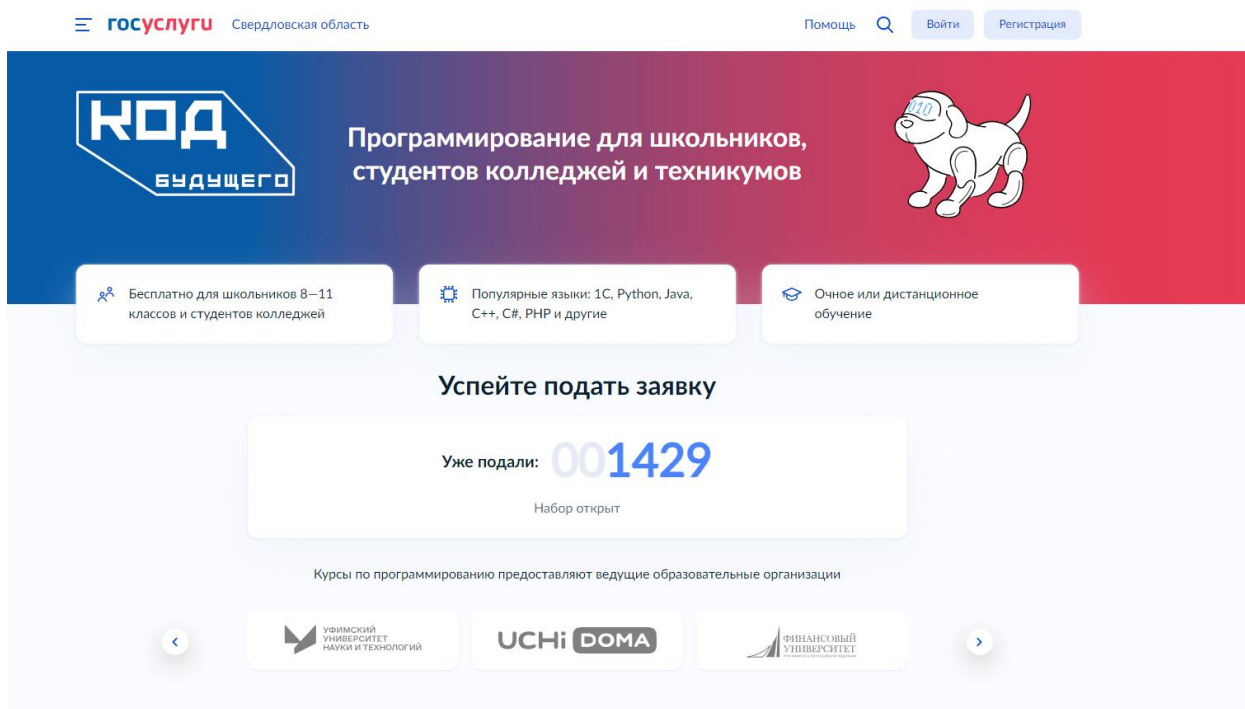 госуслуги Свердловская область Помощь Войти Регистрация
КОД
БУДУЩЕГО
Программирование для школьников,
студентов колледжей и техникумов
010
Бесплатно для школьников 8—11
классов и студентов колледжей
Популярные языки: 1С, Python, Java,
C++, C#, PHP и другие
Очное или дистанционное
обучение
Успейте подать заявку
Уже подали: 001429
Набор открыт
Курсы по программированию предоставляют ведущие образовательные организации
УФИМСКИЙ
УНИВЕРСИТЕТ
НАУКИ И ТЕХНОЛОГИЙ
UCHi DOMA
ФИНАНСОВЫЙ
УНИВЕРСИТЕТ